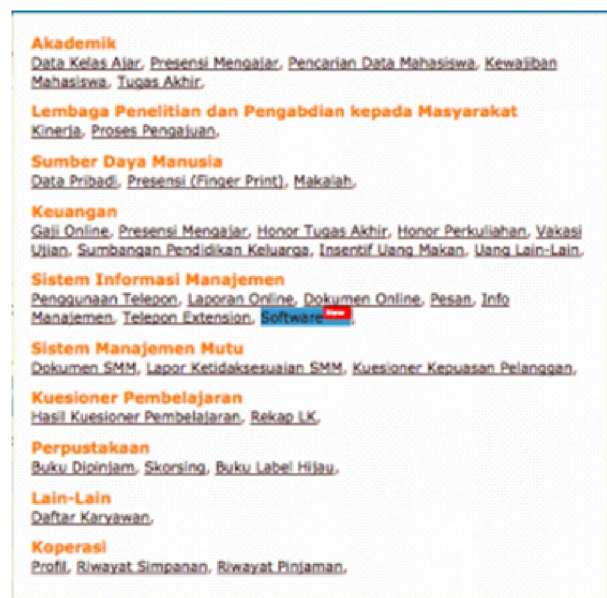 Akademik
Data Kelas Ajar, Presensi Mengajar, Pencarian Data Mahasiswa, Kewajiban
Mahasiswa, Tugas Akhir,
Lembaga Penelitian dan Pengabdian kepada Masyarakat
Kinerja, Proses Pengajuan,
Sumber Daya Manusia
Data Pribadi, Presensi (Finger Print), Makalah,
Keuangan
Gaji Online, Presensi Mengajar, Honor Tugas Akhir, Honor Perkuliahan, Vakasi
Ujian, Sumbangan Pendidikan Keluarga, Insentif Uang Makan, Uang Lain-Lain,
Sistem Informasi Manajemen
Penggunaan Telepon, Laporan Online, Dokumen Online, Pesan, Info
Manajemen, Telepon Extension, Software New,
Sistem Manajemen Mutu
Dokumen SMM, Lapor Ketidaksesuaian SMM, Kuesioner Kepuasan Pelanggan,
Kuesioner Pembelajaran
Hasil Kuesioner Pembelajaran, Rekap LK,
Perpustakaan
Buku Dipinjam, Skorsing, Buku Label Hijau,
Lain-Lain
Daftar Karyawan,
Koperasi
Profil, Riwayat Simpanan, Riwayat Pinjaman,